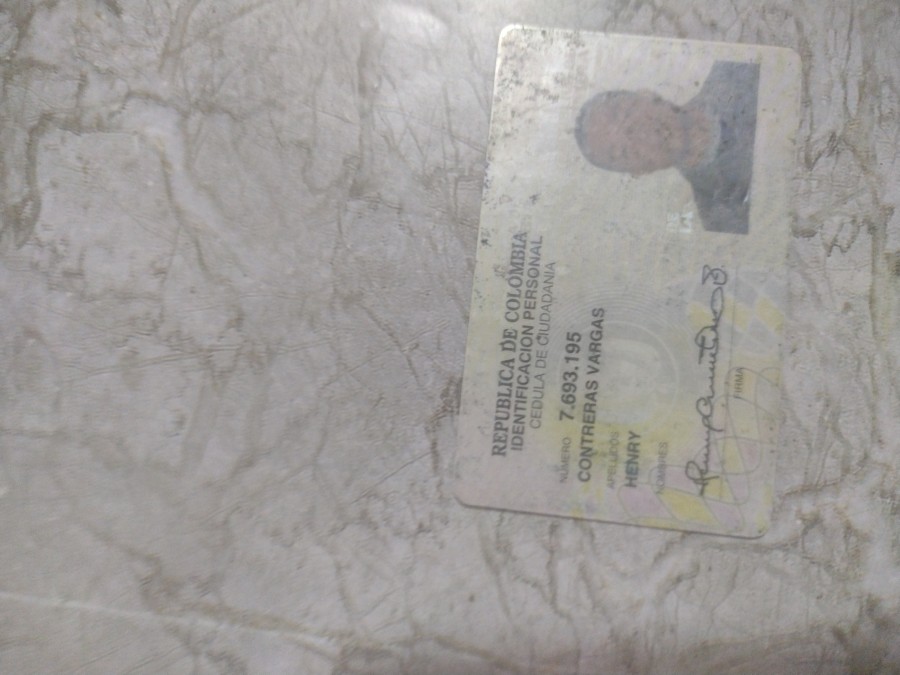 REPUBLICA DE COLOMBIA
IDENTIFICACION PERSONAL
CEDULA DE CIUDADANIA
NUMERO 7.693.195
CONTRERAS VARGAS
APELLIDOS
HENRY
NOMBRES
FIRMA